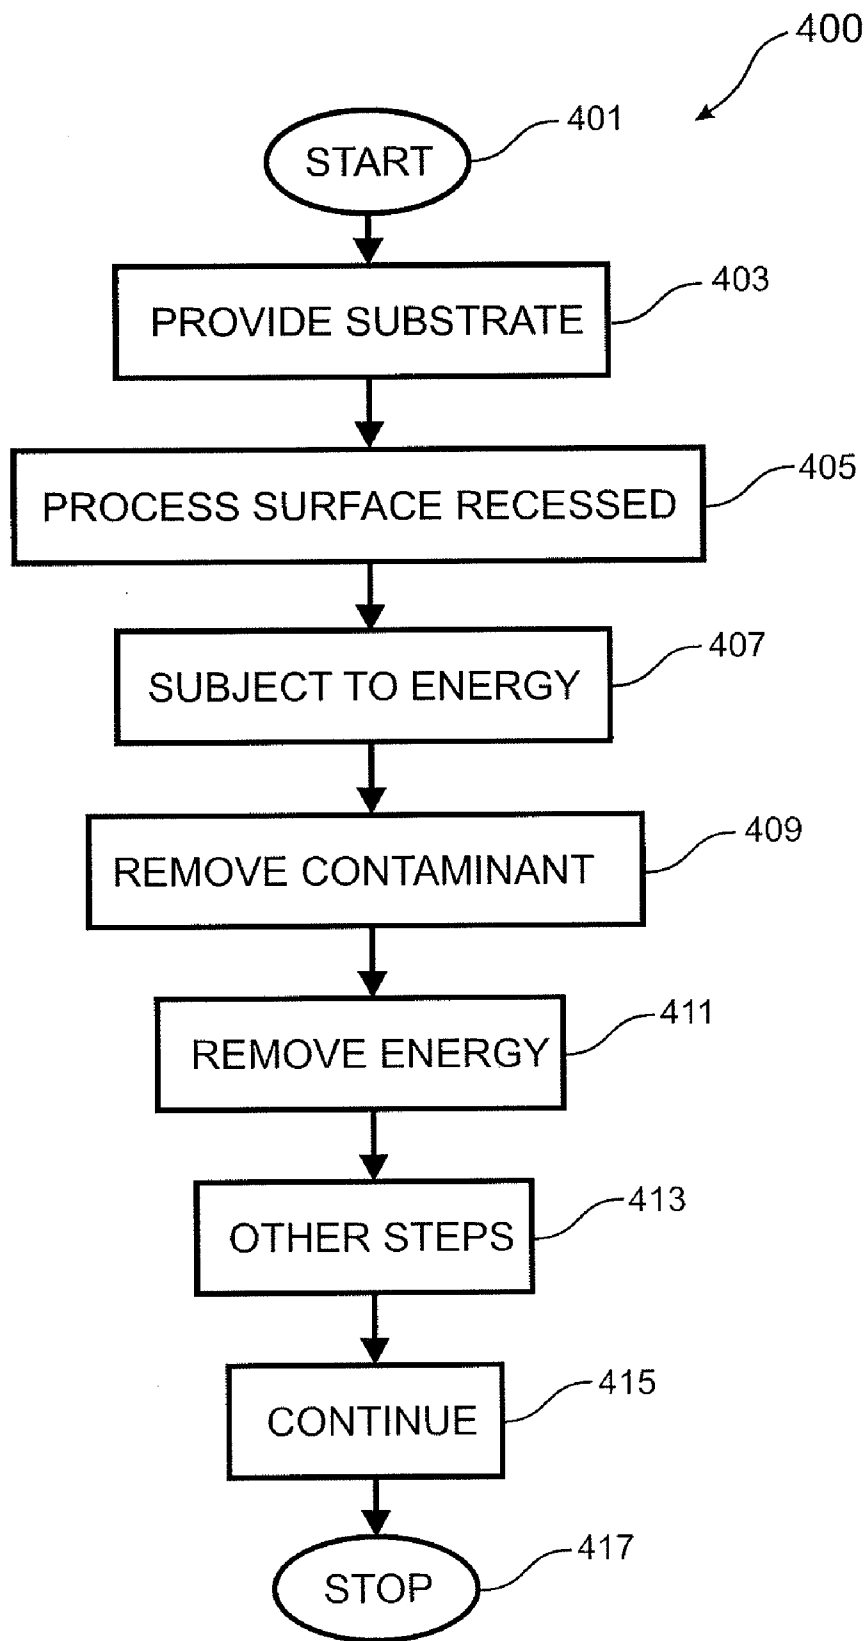 400
START
401
PROVIDE SUBSTRATE
403
PROCESS SURFACE RECESSED
405
SUBJECT TO ENERGY
407
REMOVE CONTAMINANT
409
REMOVE ENERGY
411
OTHER STEPS
413
CONTINUE
415
STOP
417